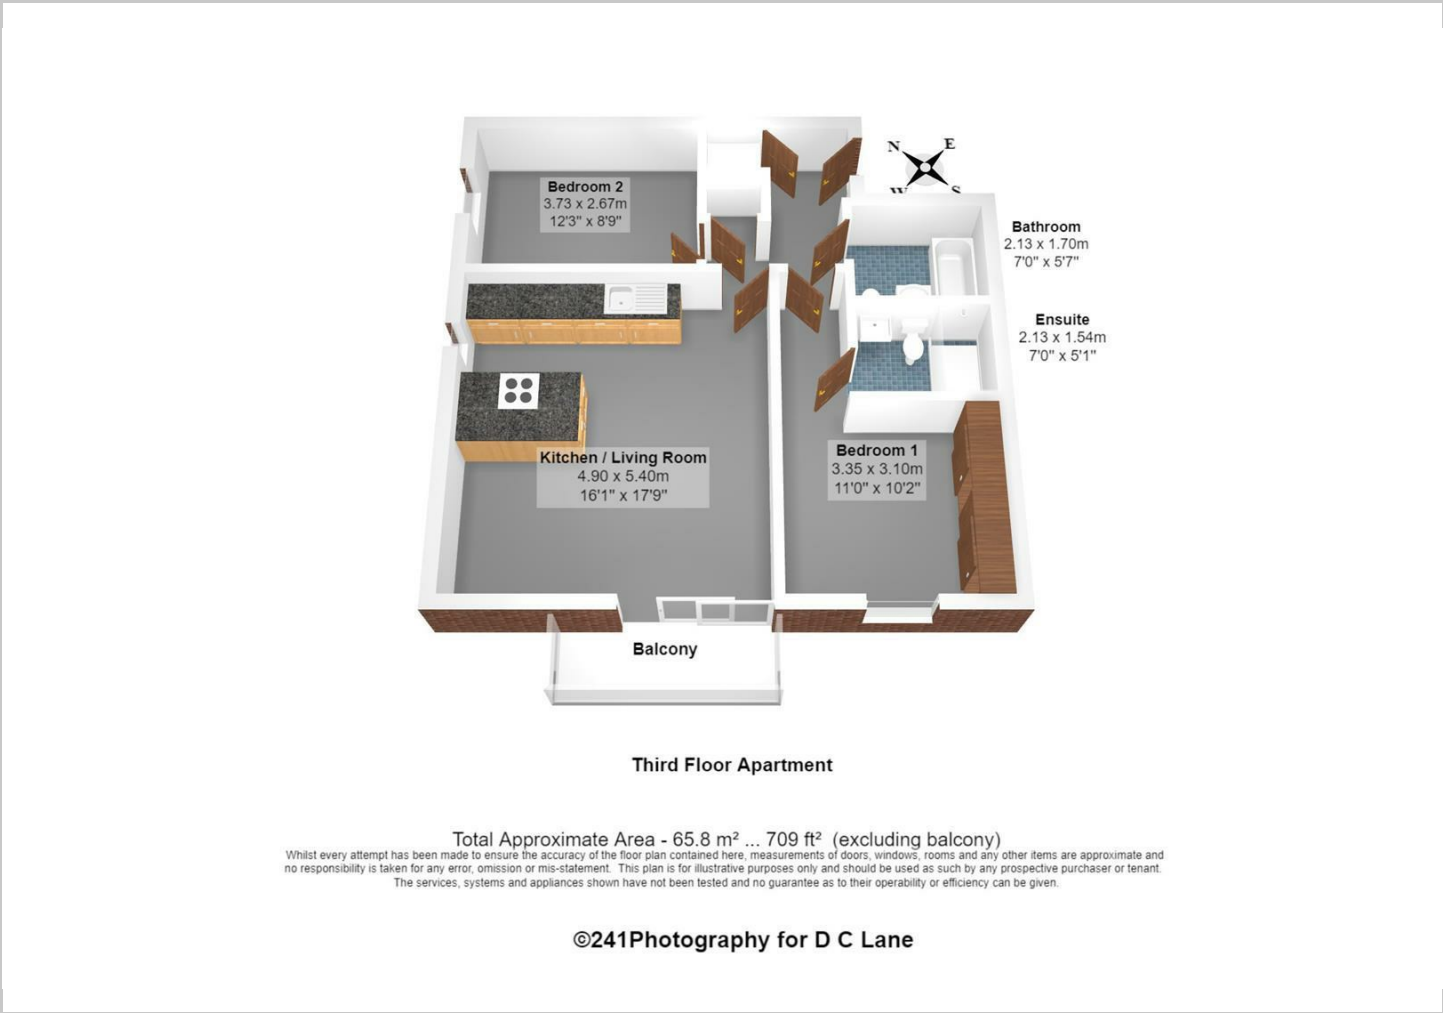 Bedroom 2
3.73 x 2.67m
12'3" x 8'9"
N
E
W
S
Bathroom
2.13 x 1.70m
7'0" x 5'7"
Ensuite
2.13 x 1.54m
7'0" x 5'1"
Kitchen / Living Room
4.90 x 5.40m
16'1" x 17'9"
Bedroom 1
3.35 x 3.10m
11'0" x 10'2"
Balcony
Third Floor Apartment
Total Approximate Area - 65.8 m² ... 709 ft² (excluding balcony)
Whilst every attempt has been made to ensure the accuracy of the floor plan contained here, measurements of doors, windows, rooms and any other items are approximate and
no responsibility is taken for any error, omission or mis-statement. This plan is for illustrative purposes only and should be used as such by any prospective purchaser or tenant.
The services, systems and appliances shown have not been tested and no guarantee as to their operability or efficiency can be given.
©241Photography for D C Lane